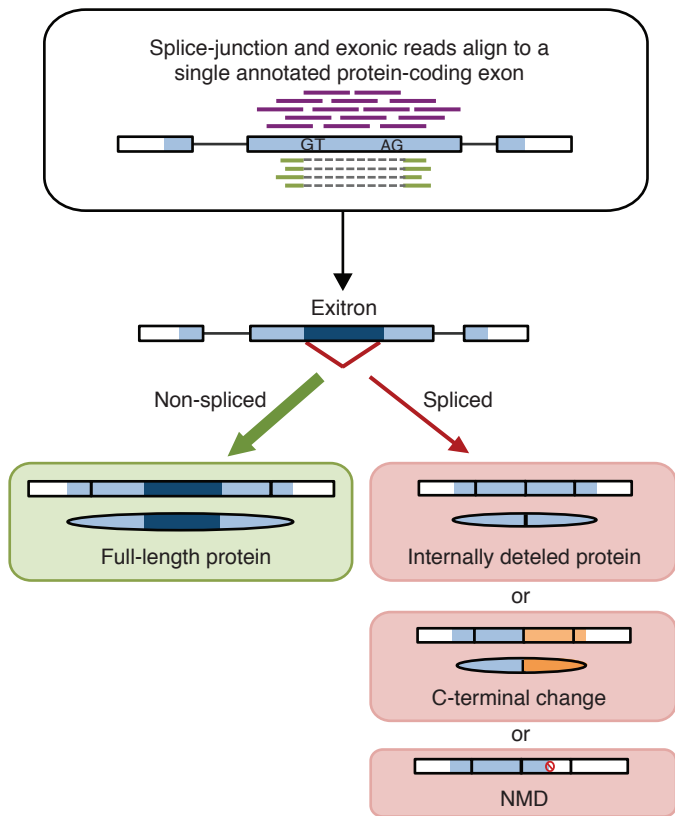 Splice-junction and exonic reads align to a
single annotated protein-coding exon
GT AG
Exitron
Non-spliced Spliced
Full-length protein
Internally deteled protein
or
C-terminal change
or
NMD